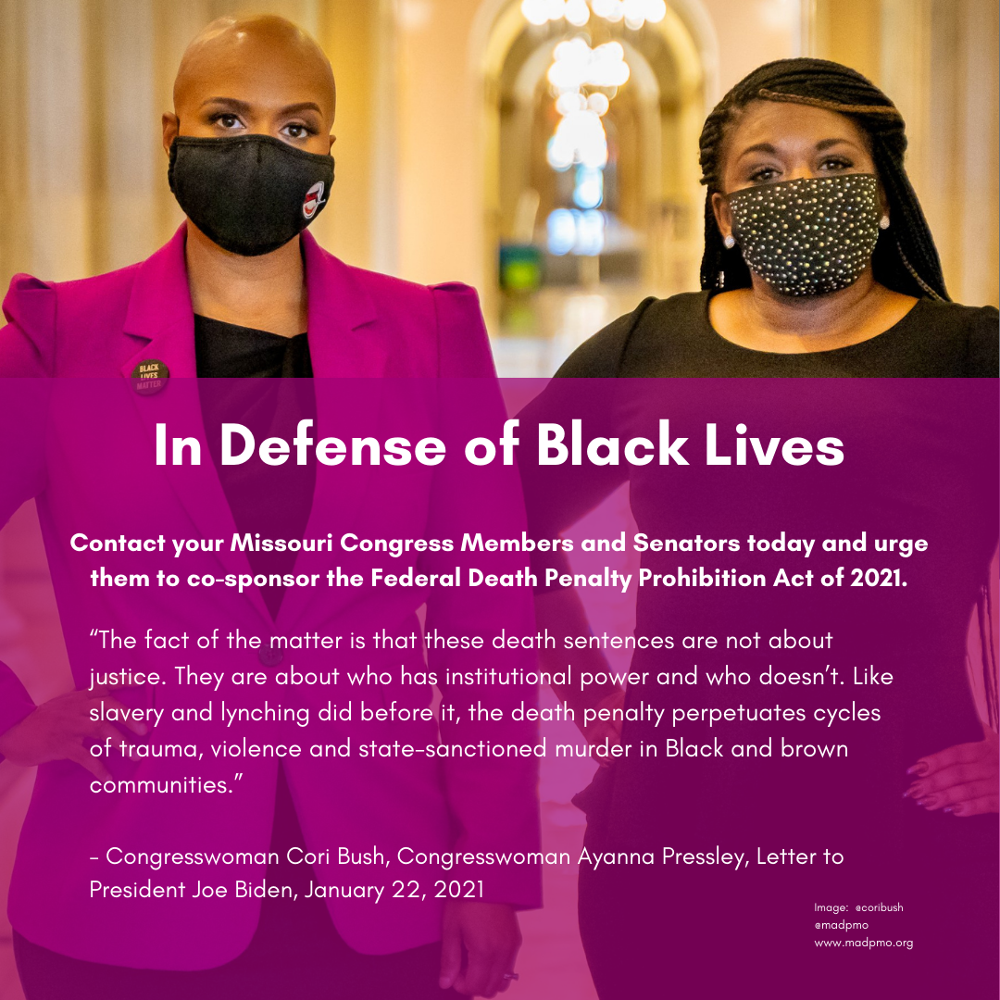 BLACK
LIVES
MATTER
In Defense of Black Lives
Contact your Missouri Congress Members and Senators today and urge
them to co-sponsor the Federal Death Penalty Prohibition Act of 2021.
“The fact of the matter is that these death sentences are not about
justice. They are about who has institutional power and who doesn’t. Like
slavery and lynching did before it, the death penalty perpetuates cycles
of trauma, violence and state-sanctioned murder in Black and brown
communities.”
– Congresswoman Cori Bush, Congresswoman Ayanna Pressley, Letter to
President Joe Biden, January 22, 2021
Image: @coribush
@madpmo
www.madpmo.org